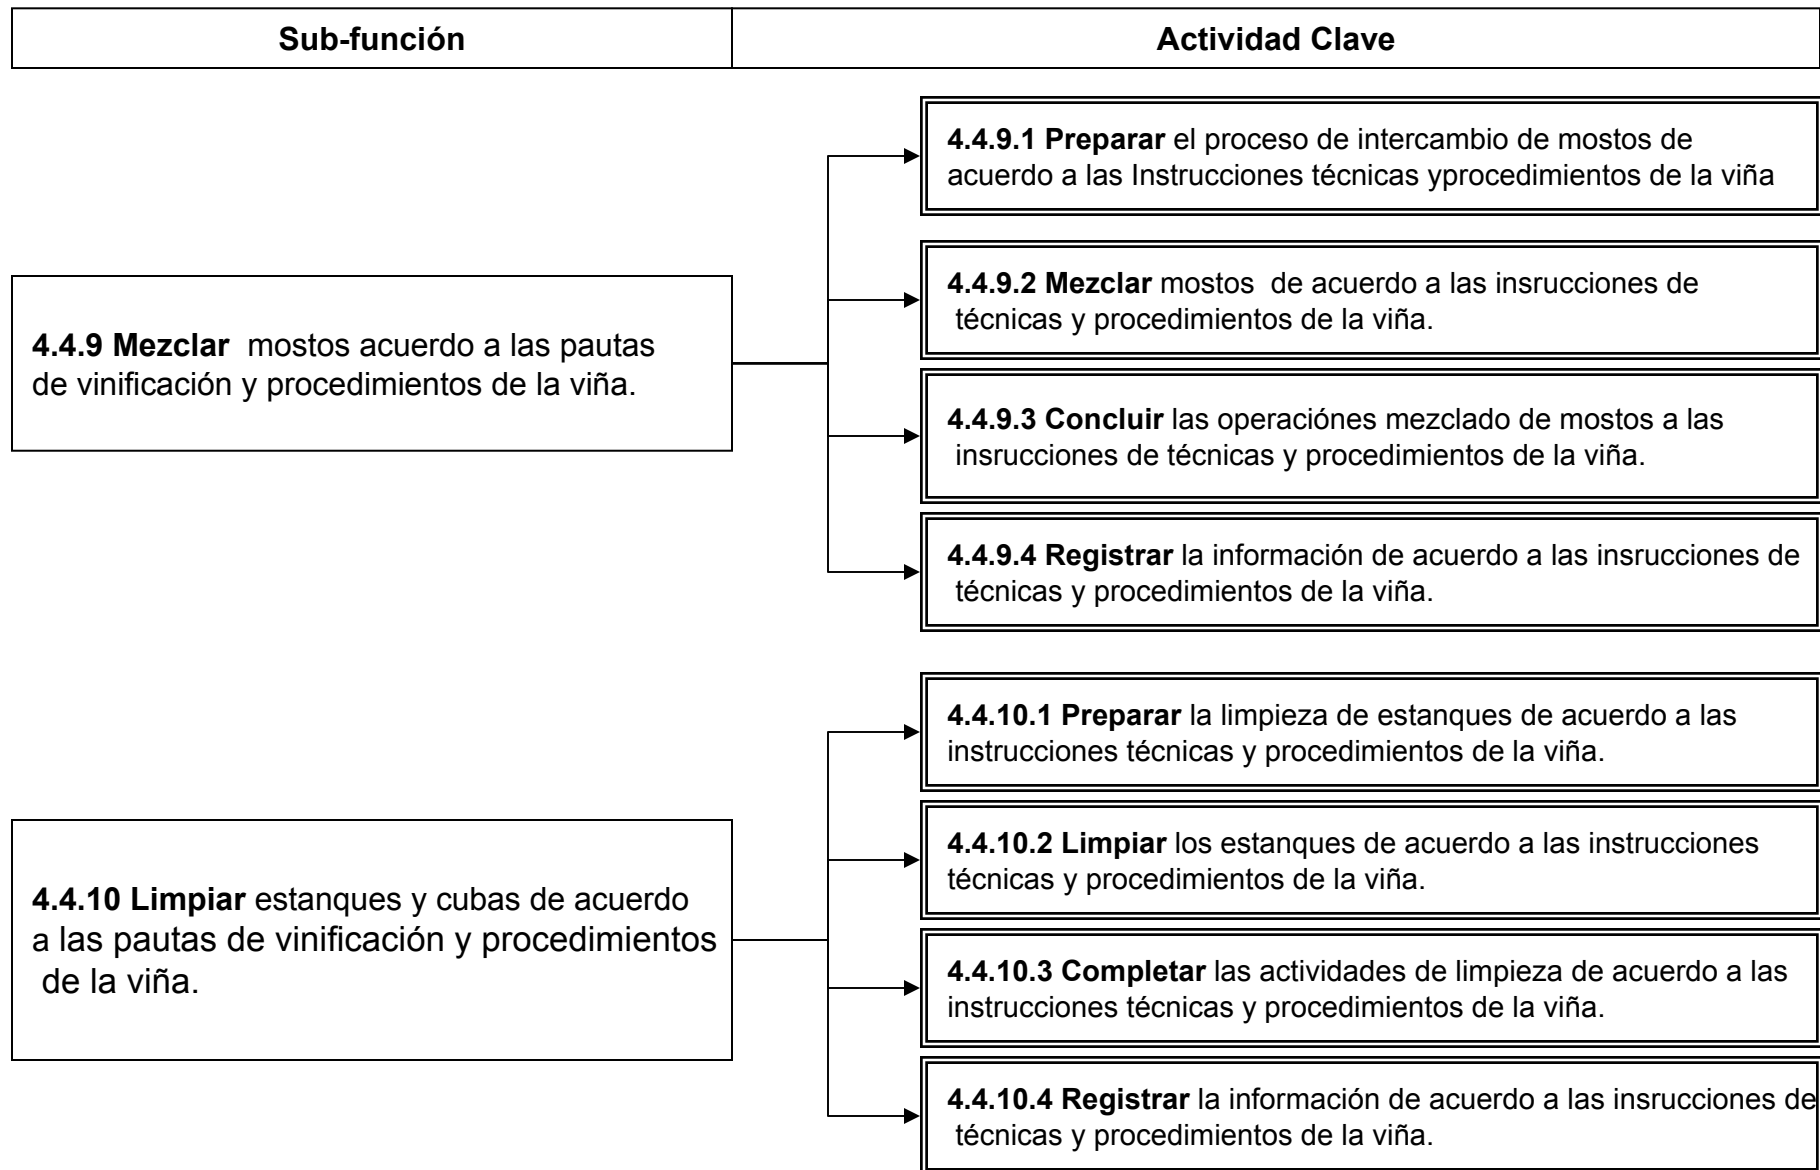 Sub-función
Actividad Clave
4.4.9 Mezclar mostos acuerdo a las pautas
de vinificación y procedimientos de la viña.
4.4.9.1 Preparar el proceso de intercambio de mostos de
acuerdo a las Instrucciones técnicas yprocedimientos de la viña
4.4.9.2 Mezclar mostos de acuerdo a las insrucciones de
técnicas y procedimientos de la viña.
4.4.9.3 Concluir las operaciónes mezclado de mostos a las
insrucciones de técnicas y procedimientos de la viña.
4.4.9.4 Registrar la información de acuerdo a las insrucciones de
técnicas y procedimientos de la viña.
4.4.10 Limpiar estanques y cubas de acuerdo
a las pautas de vinificación y procedimientos
de la viña.
4.4.10.1 Preparar la limpieza de estanques de acuerdo a las
instrucciones técnicas y procedimientos de la viña.
4.4.10.2 Limpiar los estanques de acuerdo a las instrucciones
técnicas y procedimientos de la viña.
4.4.10.3 Completar las actividades de limpieza de acuerdo a las
instrucciones técnicas y procedimientos de la viña.
4.4.10.4 Registrar la información de acuerdo a las insrucciones de
técnicas y procedimientos de la viña.